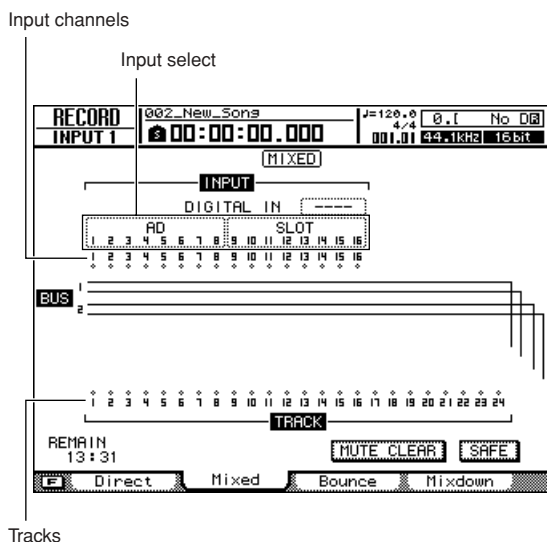 Input channels
Input select
RECORD
INPUT 1
002_New_Song
S 00:00:00.000
♩=120.0
4/4
001.01
0.[ No DB
44.1kHz 16bit
MIXED
INPUT
DIGITAL IN ----
AD SLOT
1 2 3 4 5 6 7 8 9 10 11 12 13 14 15 16
1 2 3 4 5 6 7 8 9 10 11 12 13 14 15 16
BUS
1
2
1 2 3 4 5 6 7 8 9 10 11 12 13 14 15 16 17 18 19 20 21 22 23 24
TRACK
REMAIN
13:31
MUTE CLEAR SAFE
F Direct Mixed Bounce Mixdown
Tracks